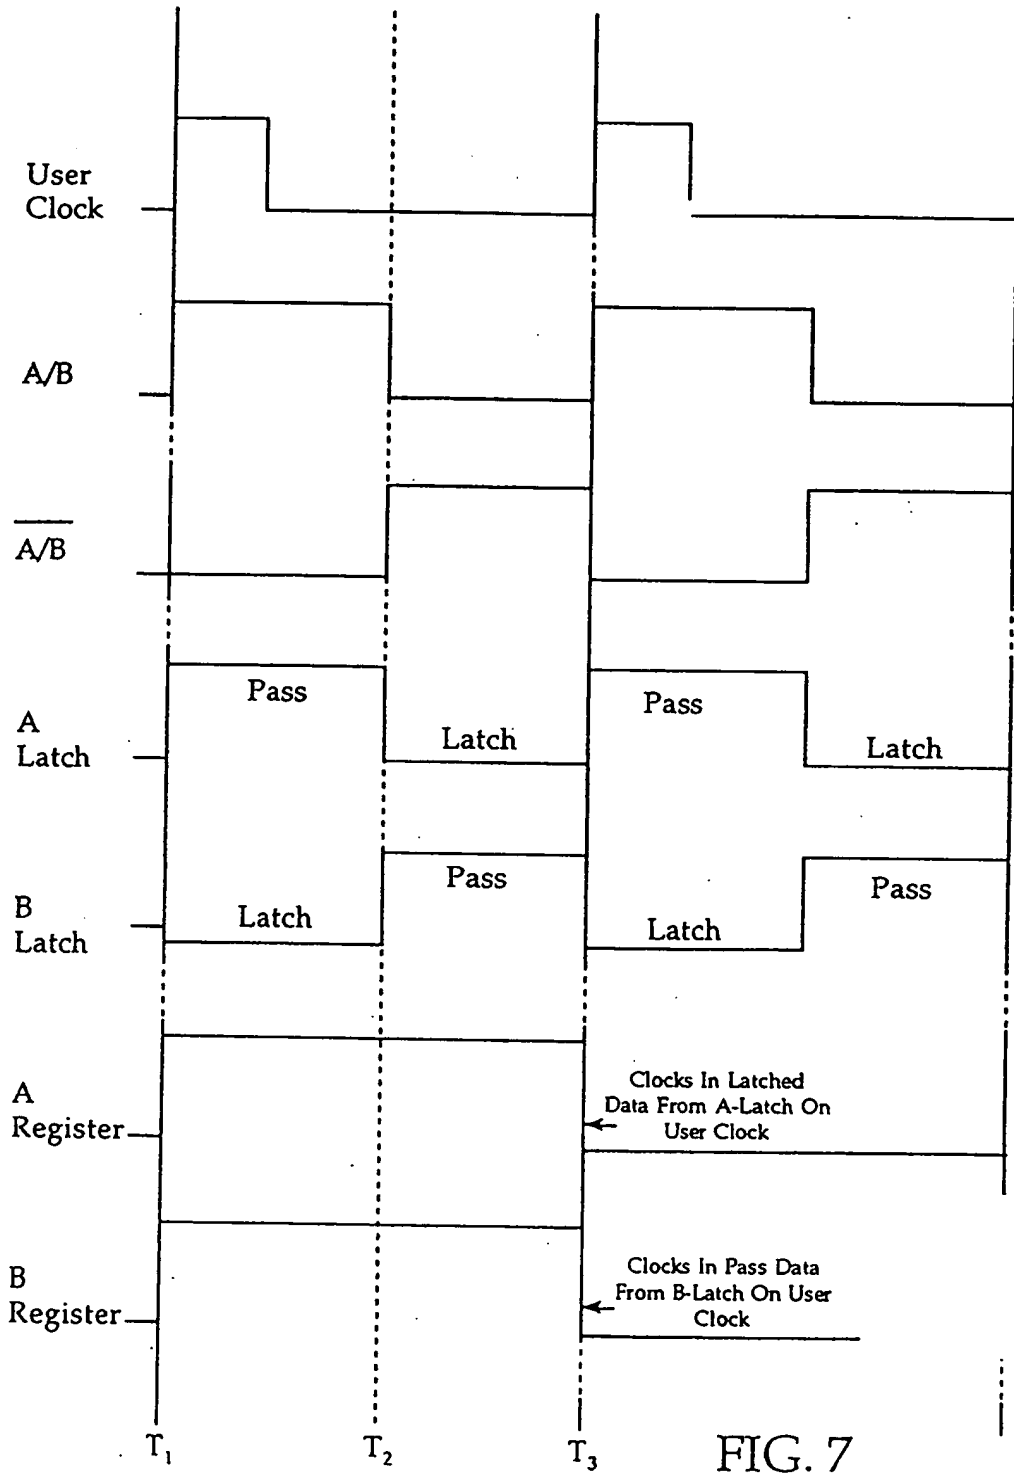 User
Clock
A/B
A/B
Pass
Pass
A
Latch
Latch
Latch
Pass
Pass
B
Latch
Latch
Latch
Clocks In Latched
Data From A-Latch On
User Clock
A
Register
Clocks In Pass Data
From B-Latch On User
Clock
B
Register
T1
T2
T3
FIG. 7